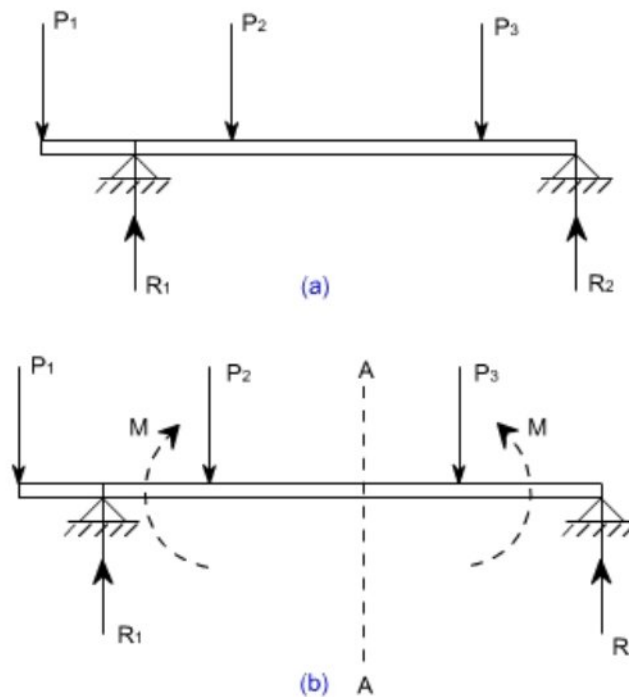 P₁ P₂ P₃
R₁ (a) R₂
P₁ P₂ A P₃
M M
R₁ R
(b) A